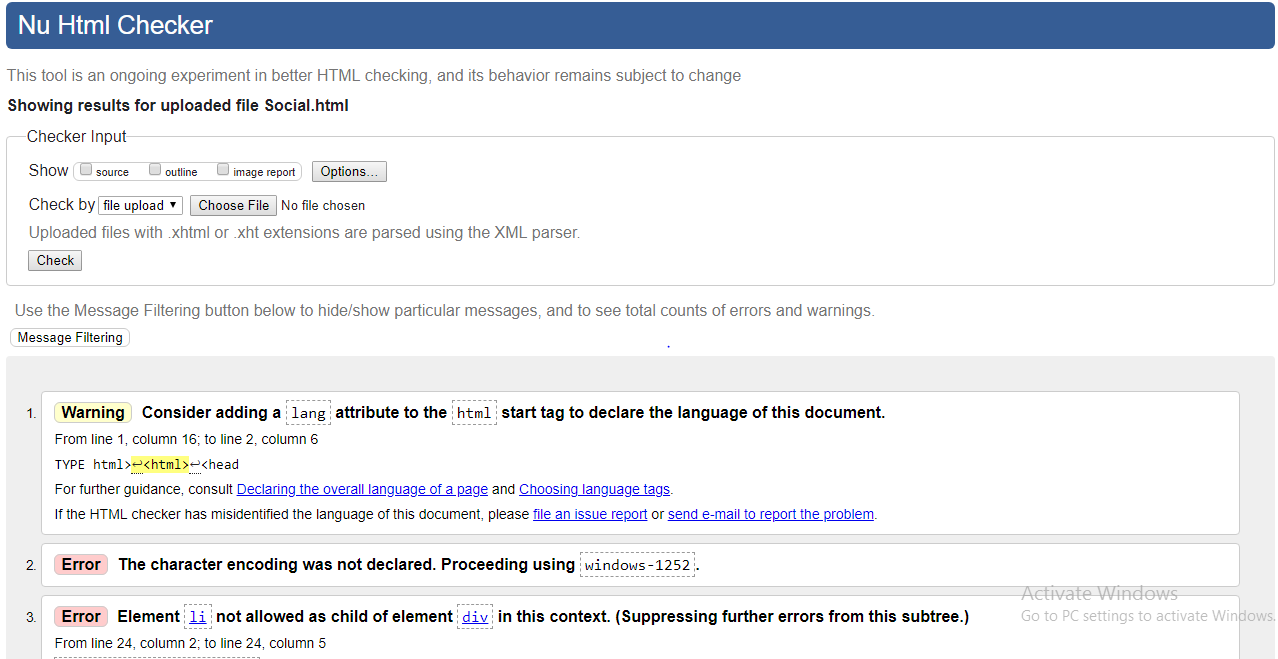 Nu Html Checker
This tool is an ongoing experiment in better HTML checking, and its behavior remains subject to change
Showing results for uploaded file Social.html
Checker Input
Show source outline image report Options...
Check by file upload ▼ Choose File No file chosen
Uploaded files with .xhtml or .xht extensions are parsed using the XML parser.
Check
Use the Message Filtering button below to hide/show particular messages, and to see total counts of errors and warnings.
Message Filtering
1. Warning Consider adding a lang attribute to the html start tag to declare the language of this document.
From line 1, column 16; to line 2, column 6
TYPE html>↩<html>↩<head
For further guidance, consult Declaring the overall language of a page and Choosing language tags.
If the HTML checker has misidentified the language of this document, please file an issue report or send e-mail to report the problem.
2. Error The character encoding was not declared. Proceeding using windows-1252.
3. Error Element li not allowed as child of element div in this context. (Suppressing further errors from this subtree.)
From line 24, column 2; to line 24, column 5
Activate Windows
Go to PC settings to activate Windows.